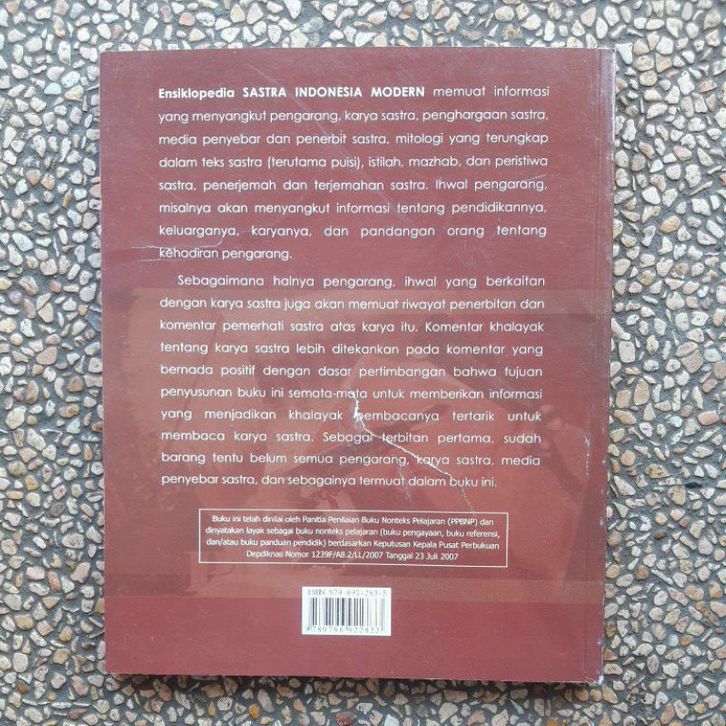 Ensiklopedia SASTRA INDONESIA MODERN memuat informasi
yang menyangkut pengarang, karya sastra, penghargaan sastra,
media penyebar dan penerbit sastra, mitologi yang terungkap
dalam teks sastra (terutama puisi), istilah, mazhab, dan peristiwa
sastra, penerjemah dan terjemahan sastra. Ihwal pengarang,
misalnya akan menyangkut informasi tentang pendidikannya,
keluarganya, karyanya, dan pandangan orang tentang
kehadiran pengarang.
Sebagaimana halnya pengarang, ihwal yang berkaitan
dengan karya sastra juga akan memuat riwayat penerbitan dan
komentar pemerhati sastra atas karya itu. Komentar khalayak
tentang karya sastra lebih ditekankan pada komentar yang
bernada positif dengan dasar pertimbangan bahwa tujuan
penyusunan buku ini semata-mata untuk memberikan informasi
yang menjadikan khalayak pembacanya tertarik untuk
membaca karya sastra. Sebagai terbitan pertama, sudah
barang tentu belum semua pengarang, karya sastra, media
penyebar sastra, dan sebagainya termuat dalam buku ini.
Buku ini telah dinilai oleh Panitia Penilaian Buku Nonteks Pelajaran (PPBNP) dan
dinyatakan layak sebagai buku nonteks pelajaran (buku pengayaan, buku referensi,
dan/atau buku panduan pendidik) berdasarkan Keputusan Kepala Pusat Perbukuan
Depdiknas Nomor 1239F/A8.2/LL/2007 Tanggal 23 Juli 2007
ISBN 979-692-283-5
9789796922833